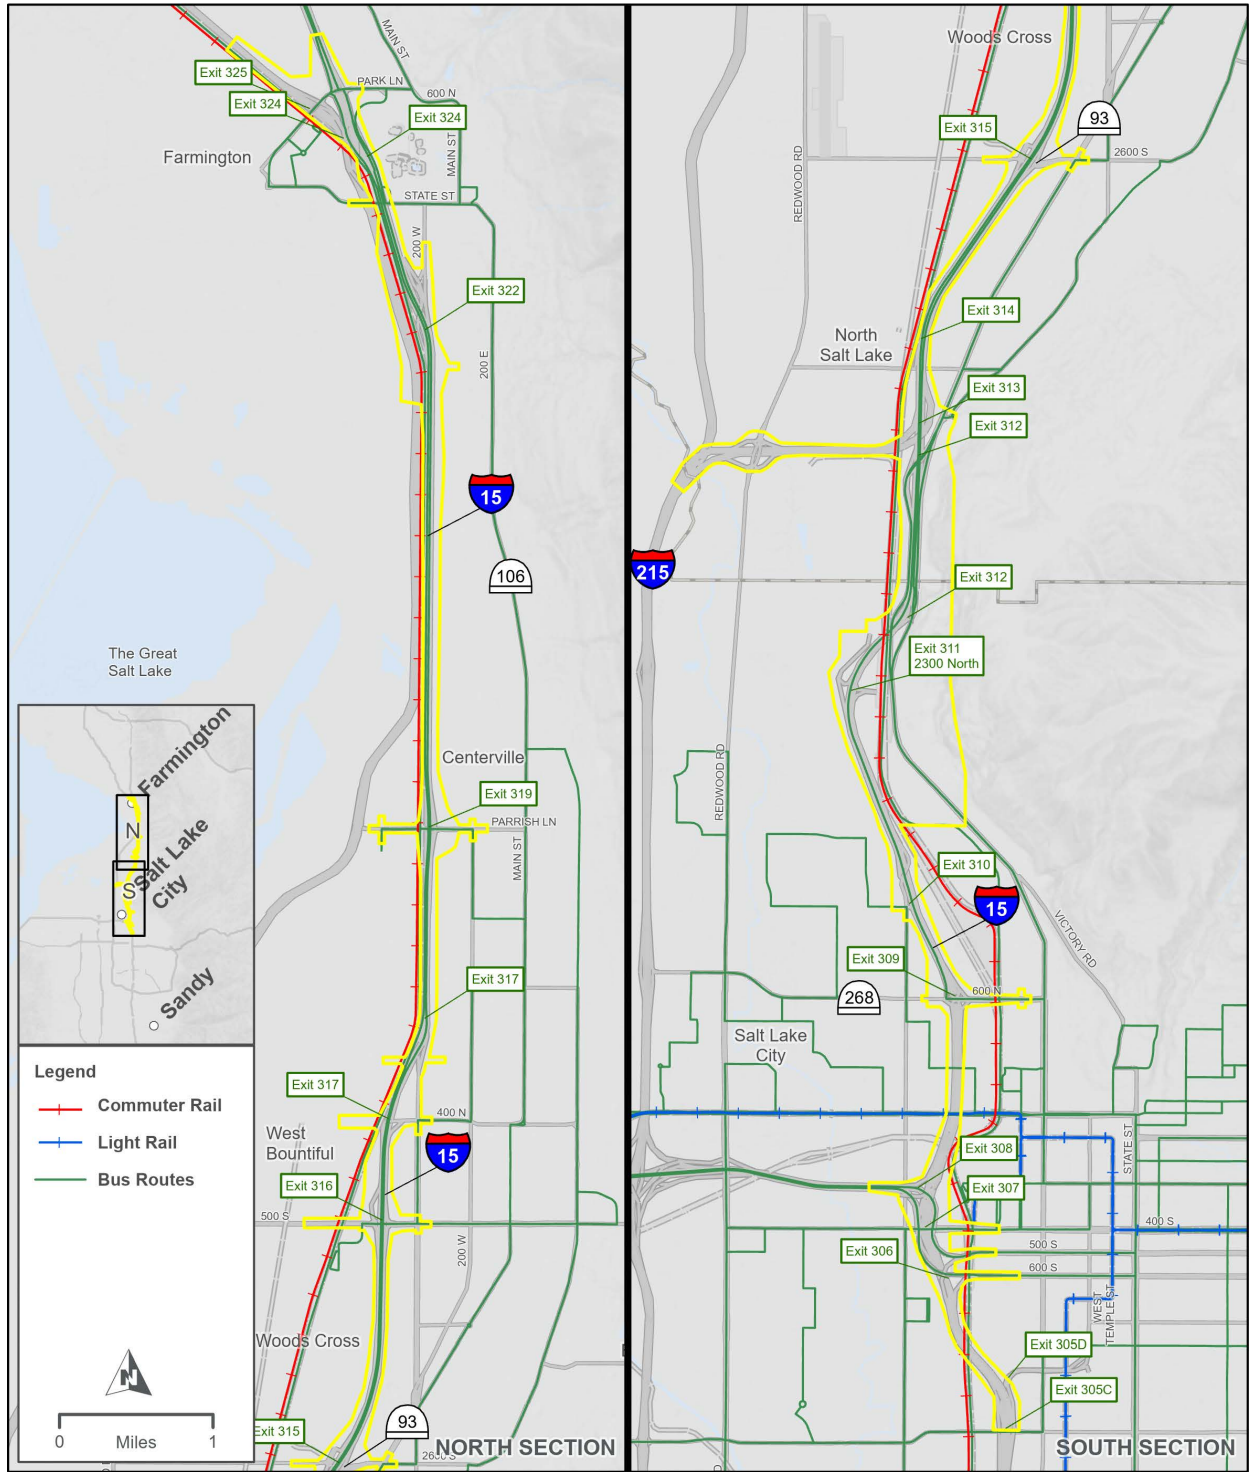 MAIN ST
Exit 325
PARK LN
600 N
Exit 324
Exit 324
Farmington
MAIN ST
STATE ST
200 W
Exit 322
200 E
15
106
The Great
Salt Lake
Centerville
Exit 319
PARRISH LN
MAIN ST
Exit 317
Exit 317
400 N
West
Bountiful
15
Exit 316
500 S
200 W
Woods Cross
93
Exit 315
2600 S
NORTH SECTION
Farmington
N
Salt Lake
City
S
Sandy
Legend
Commuter Rail
Light Rail
Bus Routes
N
0 Miles 1
Woods Cross
93
Exit 315
2600 S
REDWOOD RD
Exit 314
North
Salt Lake
Exit 313
Exit 312
215
Exit 312
Exit 311
2300 North
REDWOOD RD
Exit 310
15
VICTORY RD
Exit 309
600 N
268
Salt Lake
City
STATE ST
Exit 308
Exit 307
400 S
Exit 306
500 S
600 S
WEST
TEMPLE ST
Exit 305D
Exit 305C
SOUTH SECTION